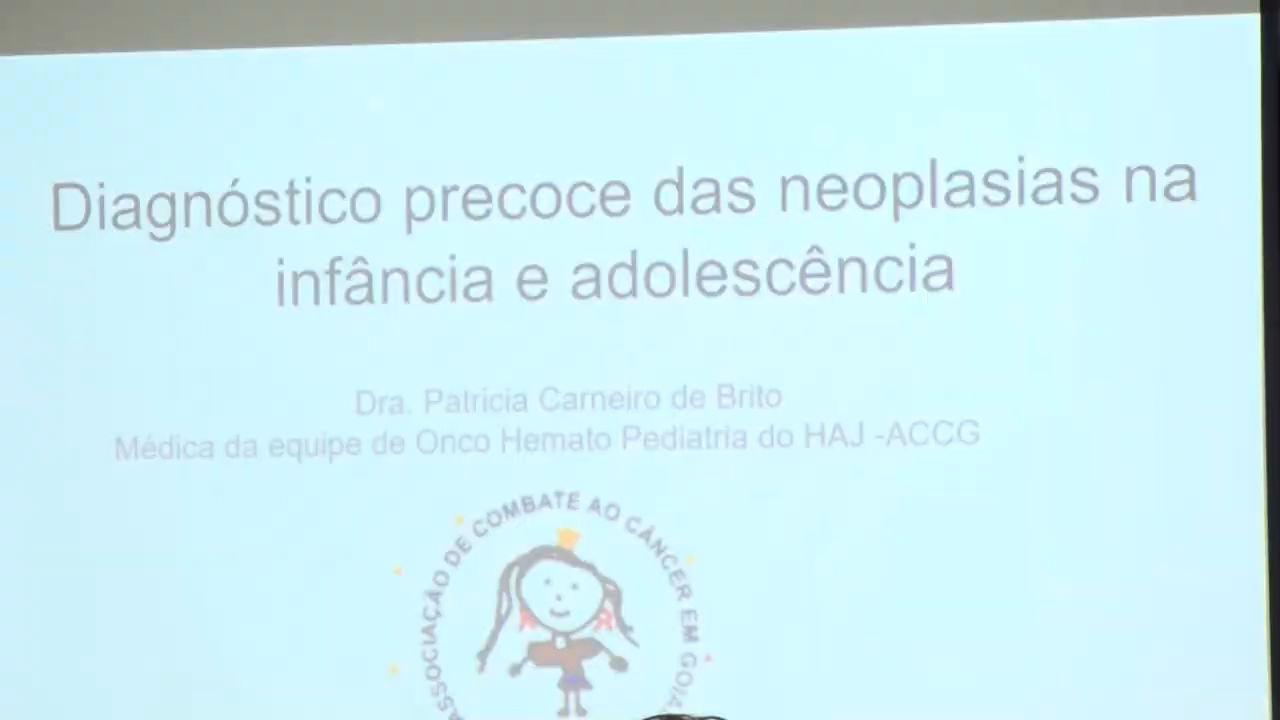 Diagnóstico precoce das neoplasias na
infância e adolescência
Dra. Patricia Carneiro de Brito
Médica da equipe de Onco Hemato Pediatria do HAJ -ACCG
ASSOCIAÇÃO DE COMBATE AO CÂNCER EM